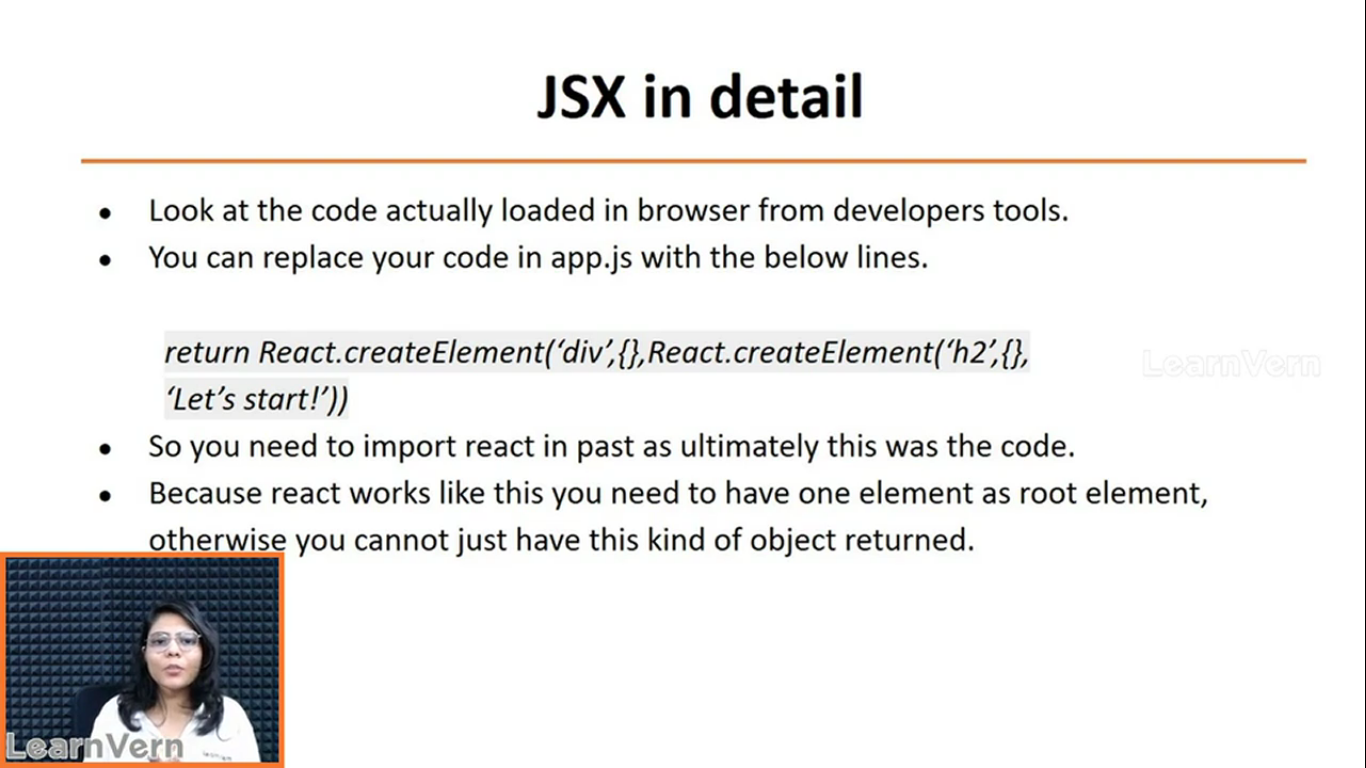 JSX in detail
● Look at the code actually loaded in browser from developers tools.
● You can replace your code in app.js with the below lines.
return React.createElement(‘div’,{},React.createElement(‘h2’,{},
‘Let’s start!’))
LearnVern
● So you need to import react in past as ultimately this was the code.
● Because react works like this you need to have one element as root element,
otherwise you cannot just have this kind of object returned.
LearnVern